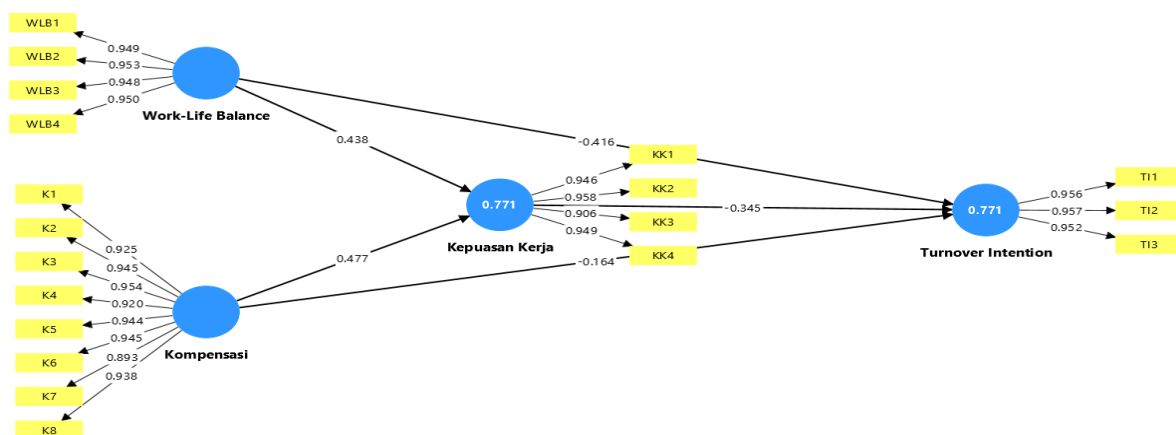 WLB1
WLB2
WLB3
WLB4
0.949
0.953
0.948
0.950
Work-Life Balance
0.438
-0.416
K1
K2
K3
K4
K5
K6
K7
K8
0.925
0.945
0.954
0.920
0.944
0.945
0.893
0.938
Kompensasi
0.477
-0.164
0.771
Kepuasan Kerja
0.946
0.958
0.906
0.949
KK1
KK2
KK3
KK4
-0.345
0.771
Turnover Intention
0.956
0.957
0.952
TI1
TI2
TI3